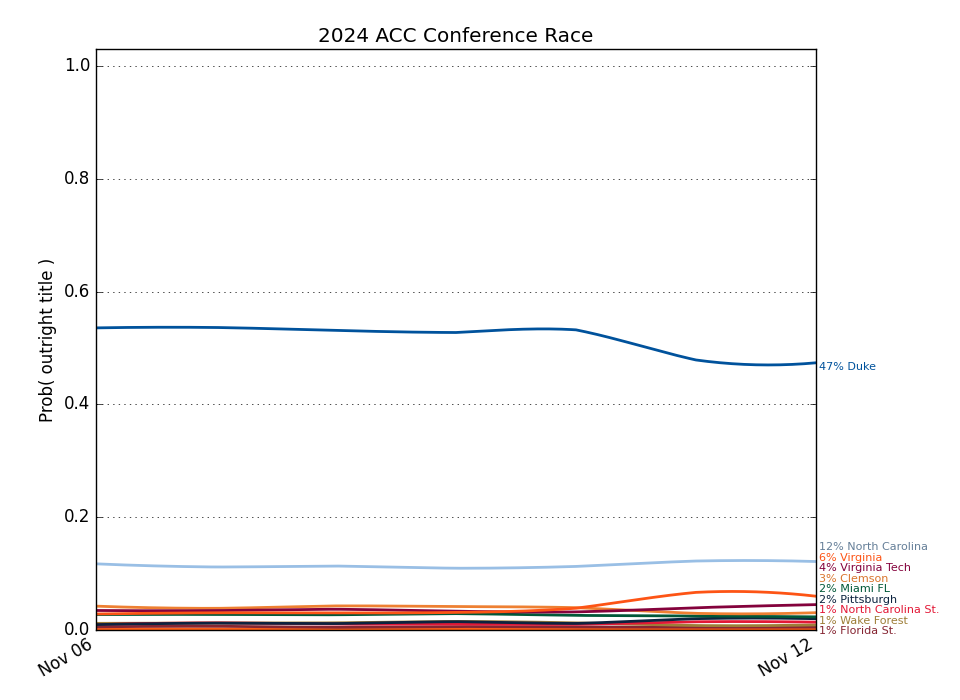 2024 ACC Conference Race
Prob( outright title )
1.0
0.8
0.6
0.4
0.2
0.0
Nov 06
Nov 12
47% Duke
12% North Carolina
6% Virginia
4% Virginia Tech
3% Clemson
2% Miami FL
2% Pittsburgh
1% North Carolina St.
1% Wake Forest
1% Florida St.